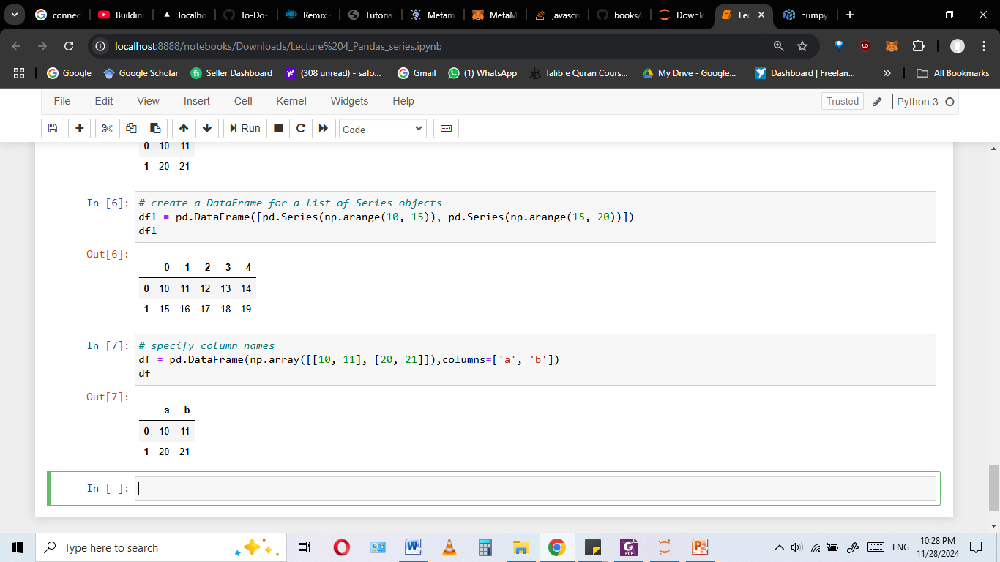 connec
Building
localho
To-Do-
Remix
Tutoria
Metam
MetaM
javascri
books/
Downl
Lec
numpy
localhost:8888/notebooks/Downloads/Lecture%204_Pandas_series.ipynb
Google
Google Scholar
Seller Dashboard
(308 unread) - safo...
Gmail
(1) WhatsApp
Talib e Quran Cours...
My Drive - Google...
Dashboard | Freelan...
»
All Bookmarks
File Edit View Insert Cell Kernel Widgets Help
Trusted
Python 3
Run
Code
0 10 11
1 20 21
In [6]:
# create a DataFrame for a list of Series objects
df1 = pd.DataFrame([pd.Series(np.arange(10, 15)), pd.Series(np.arange(15, 20))])
df1
Out[6]:
0 1 2 3 4
0 10 11 12 13 14
1 15 16 17 18 19
In [7]:
# specify column names
df = pd.DataFrame(np.array([[10, 11], [20, 21]]),columns=['a', 'b'])
df
Out[7]:
a b
0 10 11
1 20 21
In [ ]:
Type here to search
ENG
10:28 PM
11/28/2024